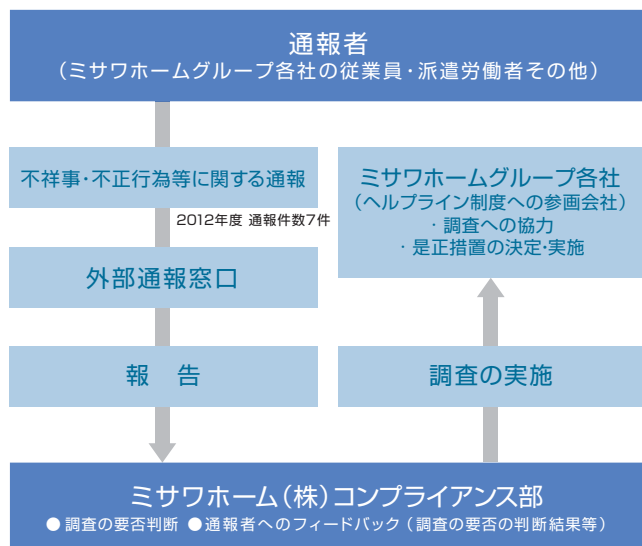 通報者
（ミサワホームグループ各社の従業員・派遣労働者その他）
不祥事・不正行為等に関する通報
2012年度 通報件数7件
外部通報窓口
報　告
ミサワホームグループ各社
（ヘルプライン制度への参画会社）
・調査への協力
・是正措置の決定・実施
調査の実施
ミサワホーム（株）コンプライアンス部
● 調査の要否判断 ● 通報者へのフィードバック（調査の要否の判断結果等）